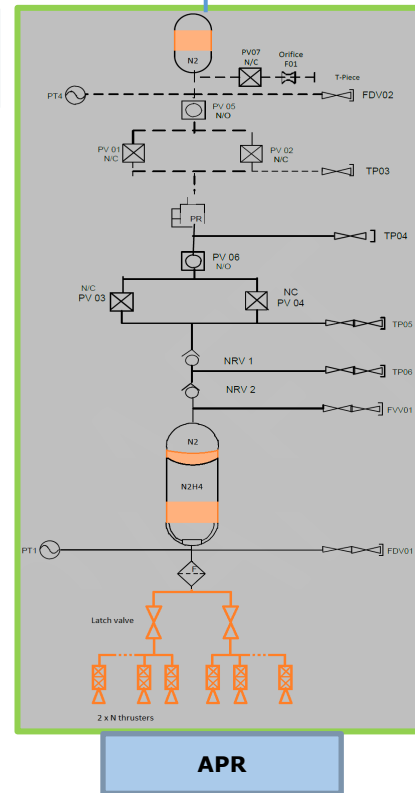 PV07
N/C
Orifice
F01
N2
T-Piece
PT4
FDV02
PV 05
N/O
PV 01
N/C
PV 02
N/C
TP03
PR
TP04
PV 06
N/O
N/C
PV 03
NC
PV 04
TP05
NRV 1
TP06
NRV 2
FVV01
N2
N2H4
PT1
FDV01
F
Latch valve
2 x N thrusters
APR